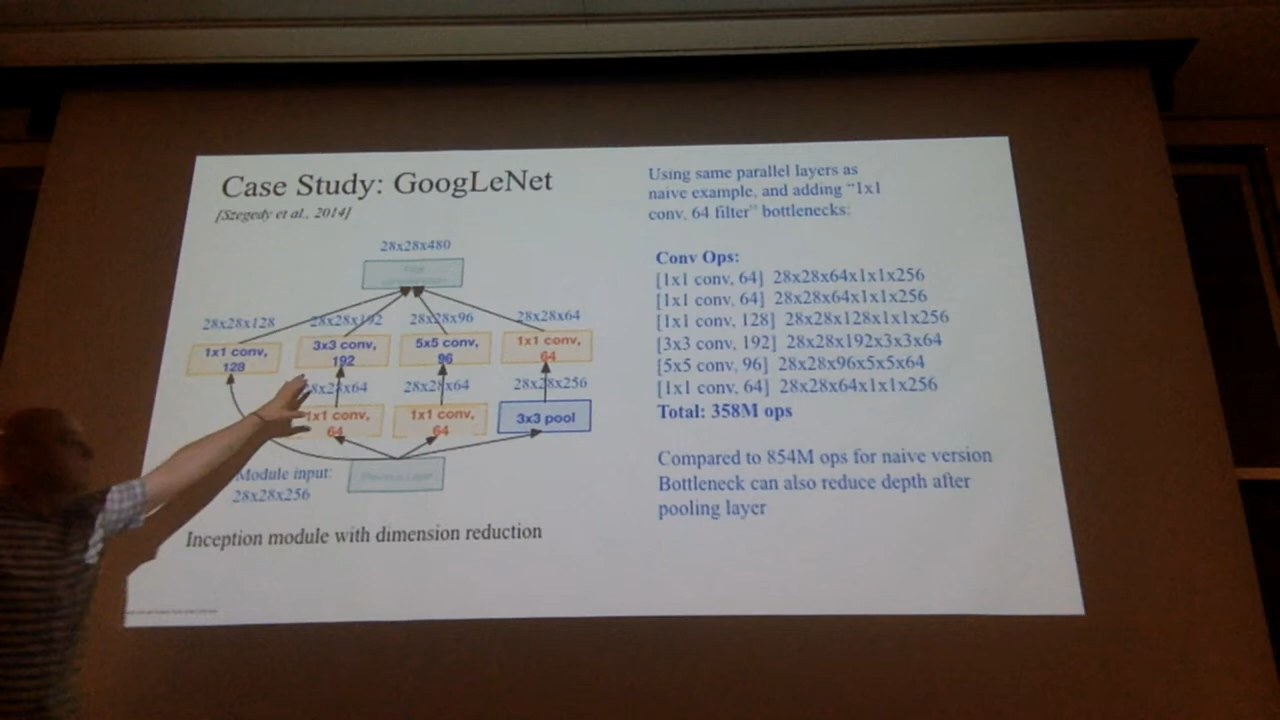 Case Study: GoogLeNet
[Szegedy et al., 2014]
28x28x480
28x28x128
28x28x192
28x28x96
28x28x64
1x1 conv,
128
3x3 conv,
192
5x5 conv,
96
1x1 conv,
64
28x28x64
28x28x64
28x28x256
1x1 conv,
64
1x1 conv,
64
3x3 pool
Previous Layer
Module input:
28x28x256
Inception module with dimension reduction
Using same parallel layers as
naive example, and adding “1x1
conv, 64 filter” bottlenecks:
Conv Ops:
[1x1 conv, 64] 28x28x64x1x1x256
[1x1 conv, 64] 28x28x64x1x1x256
[1x1 conv, 128] 28x28x128x1x1x256
[3x3 conv, 192] 28x28x192x3x3x64
[5x5 conv, 96] 28x28x96x5x5x64
[1x1 conv, 64] 28x28x64x1x1x256
Total: 358M ops
Compared to 854M ops for naive version
Bottleneck can also reduce depth after
pooling layer